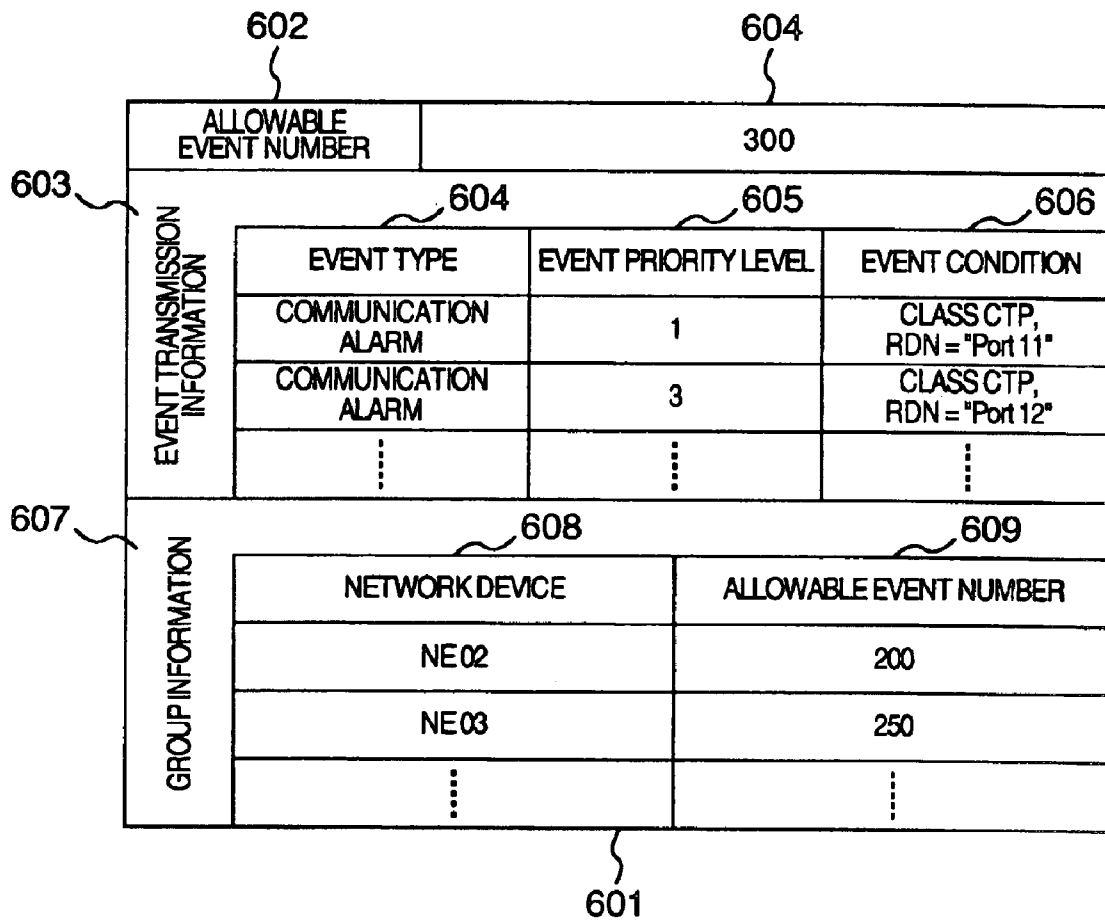 602
604
ALLOWABLE
EVENT NUMBER
300
603
EVENT TRANSMISSION
INFORMATION
604
605
606
EVENT TYPE
EVENT PRIORITY LEVEL
EVENT CONDITION
COMMUNICATION
ALARM
1
CLASS CTP,
RDN = "Port 11"
COMMUNICATION
ALARM
3
CLASS CTP,
RDN = "Port 12"
607
GROUP INFORMATION
608
609
NETWORK DEVICE
ALLOWABLE EVENT NUMBER
NE 02
200
NE 03
250
601